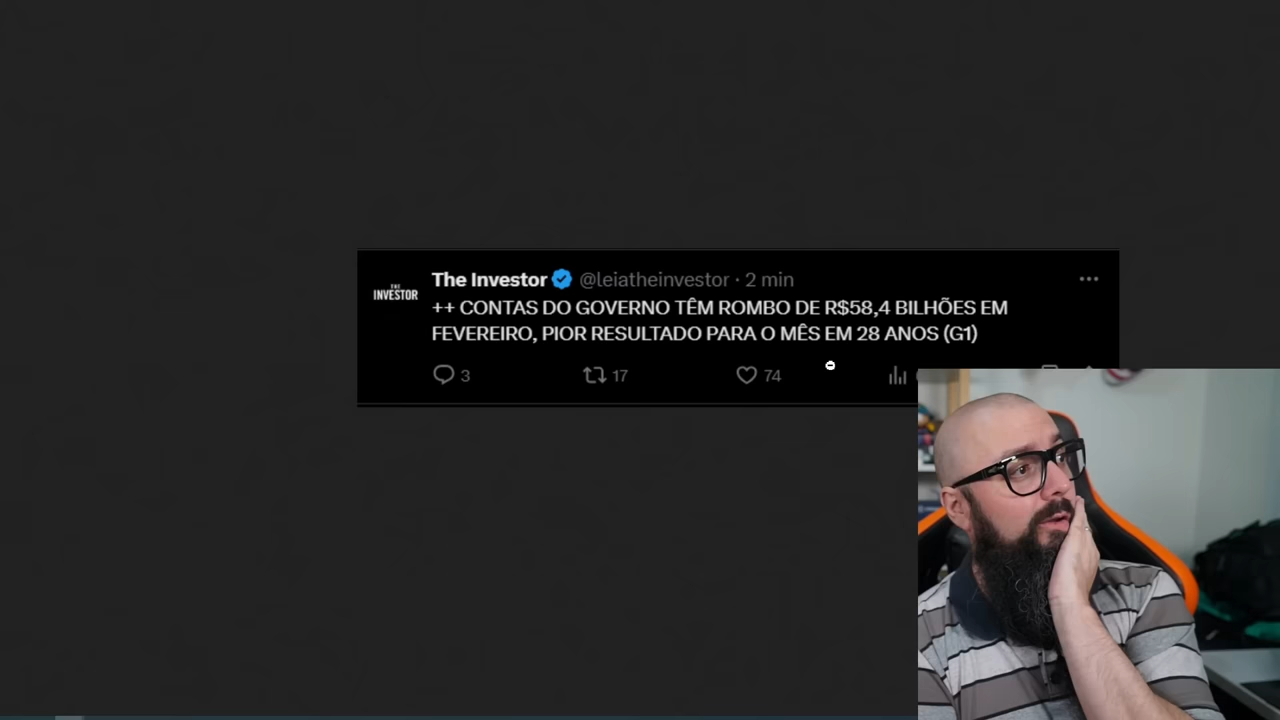 THE
INVESTOR
The Investor @leiatheinvestor · 2 min
++ CONTAS DO GOVERNO TÊM ROMBO DE R$58,4 BILHÕES EM
FEVEREIRO, PIOR RESULTADO PARA O MÊS EM 28 ANOS (G1)
3 17 74